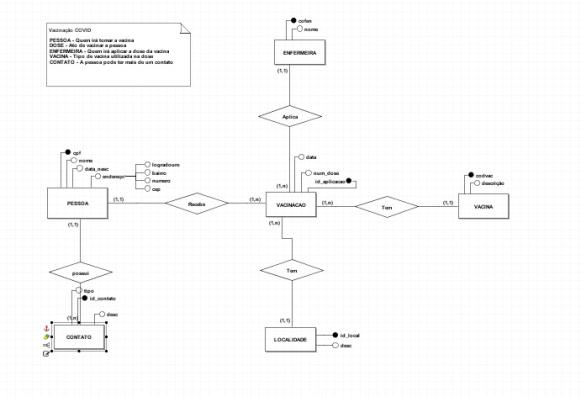 Vacinação COVID
PESSOA - Quem irá tomar a vacina
DOSE - Ato de vacinar a pessoa
ENFERMEIRA - Quem irá aplicar a dose da vacina
VACINA - Tipo de vacina utilizada na dose
CONTATO - A pessoa pode ter mais de um contato
cofen
nome
ENFERMEIRA
(1,1)
Aplica
data
num_dose
id_aplicacao
(1,n)
VACINACAO
(1,n)
(1,n)
(1,n)
cpf
nome
data_nasc
endereço
logradouro
bairro
numero
cep
PESSOA
(1,1)
(1,1)
Recebe
Tem
(1,1)
codvac
descrição
VACINA
possui
tipo
id_contato
desc
(1,n)
CONTATO
Tem
(1,1)
LOCALIDADE
id_local
desc